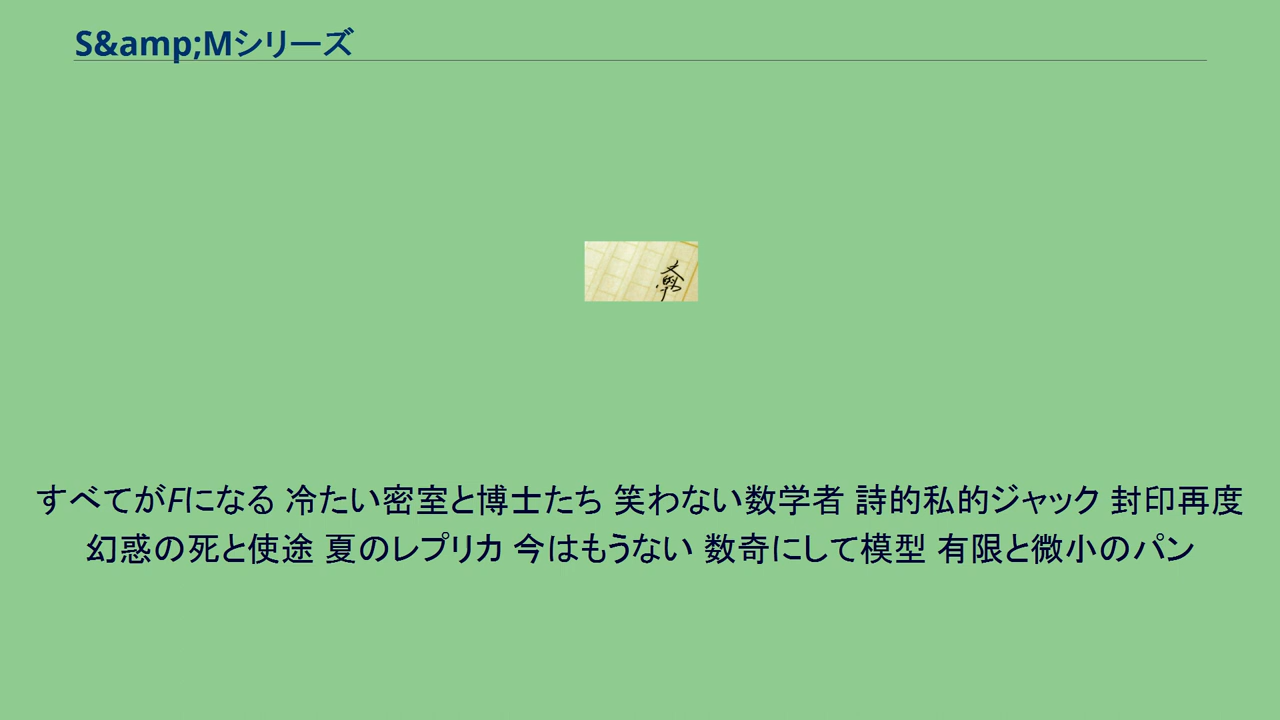 S&amp;Mシリーズ
すべてがFになる 冷たい密室と博士たち 笑わない数学者 詩的私的ジャック 封印再度
幻惑の死と使途 夏のレプリカ 今はもうない 数奇にして模型 有限と微小のパン